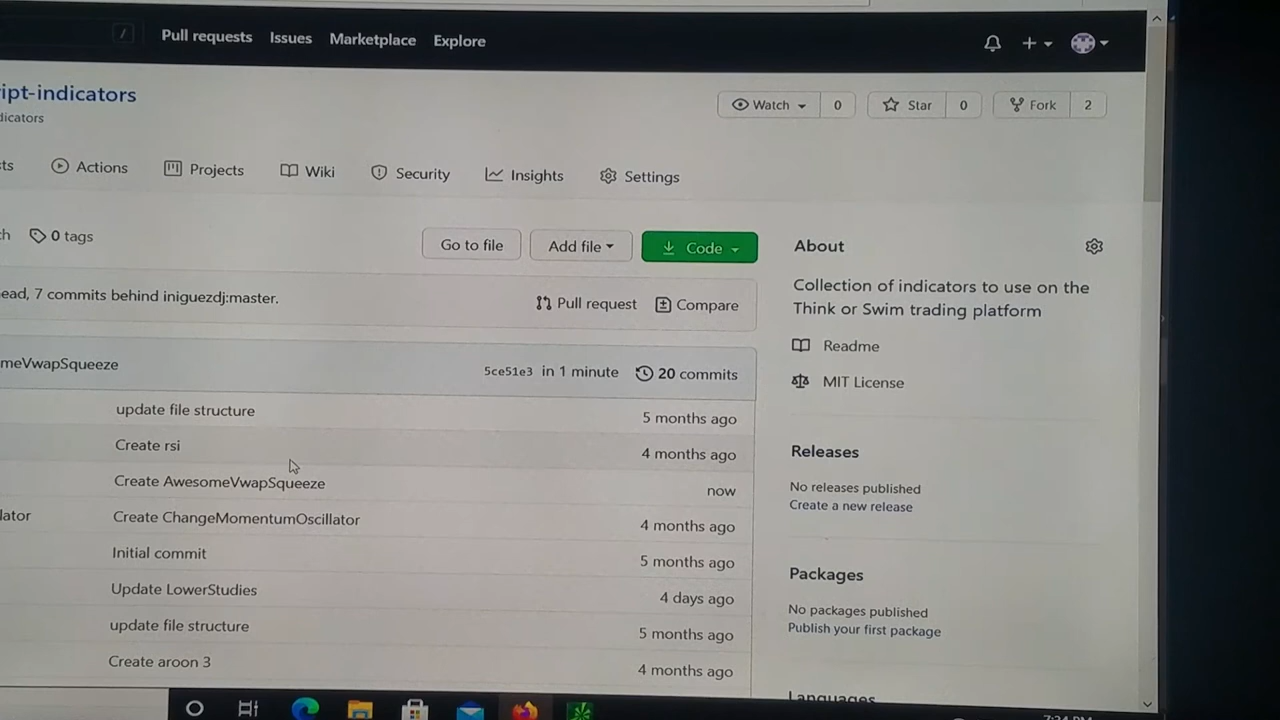 / Pull requests Issues Marketplace Explore
ipt-indicators
dicators
Watch 0 Star 0 Fork 2
ts Actions Projects Wiki Security Insights Settings
h 0 tags Go to file Add file Code
ead, 7 commits behind iniguezdj:master. Pull request Compare
meVwapSqueeze 5ce51e3 in 1 minute 20 commits
update file structure 5 months ago
Create rsi 4 months ago
Create AwesomeVwapSqueeze now
lator Create ChangeMomentumOscillator 4 months ago
Initial commit 5 months ago
Update LowerStudies 4 days ago
update file structure 5 months ago
Create aroon 3 4 months ago
About
Collection of indicators to use on the
Think or Swim trading platform
Readme
MIT License
Releases
No releases published
Create a new release
Packages
No packages published
Publish your first package
Languages
7:34 PM